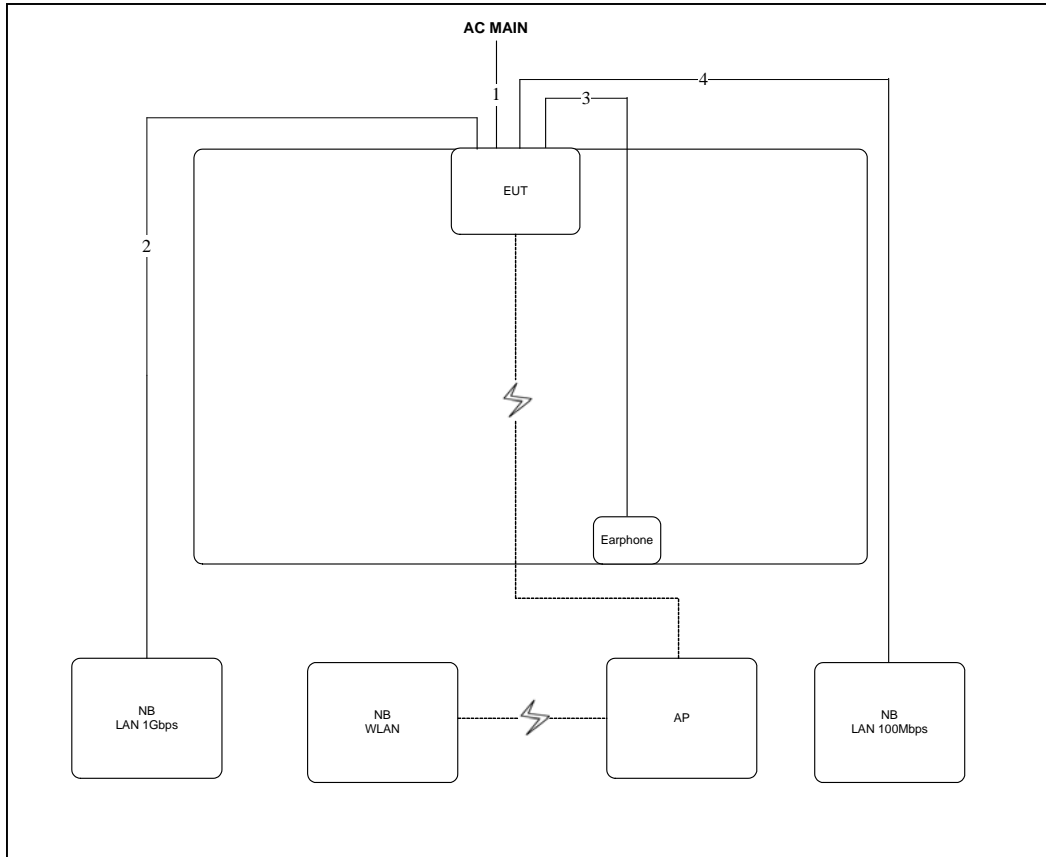 AC MAIN
4
3
1
EUT
2
Earphone
NB
LAN 1Gbps
NB
WLAN
AP
NB
LAN 100Mbps